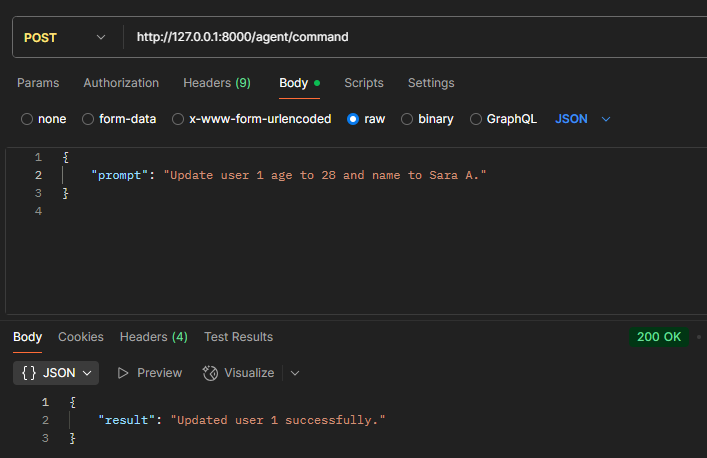 POST http://127.0.0.1:8000/agent/command
Params Authorization Headers (9) Body Scripts Settings
none form-data x-www-form-urlencoded raw binary GraphQL JSON
1 {
2 "prompt": "Update user 1 age to 28 and name to Sara A."
3 }
4
Body Cookies Headers (4) Test Results 200 OK
{} JSON Preview Visualize
1 {
2 "result": "Updated user 1 successfully."
3 }